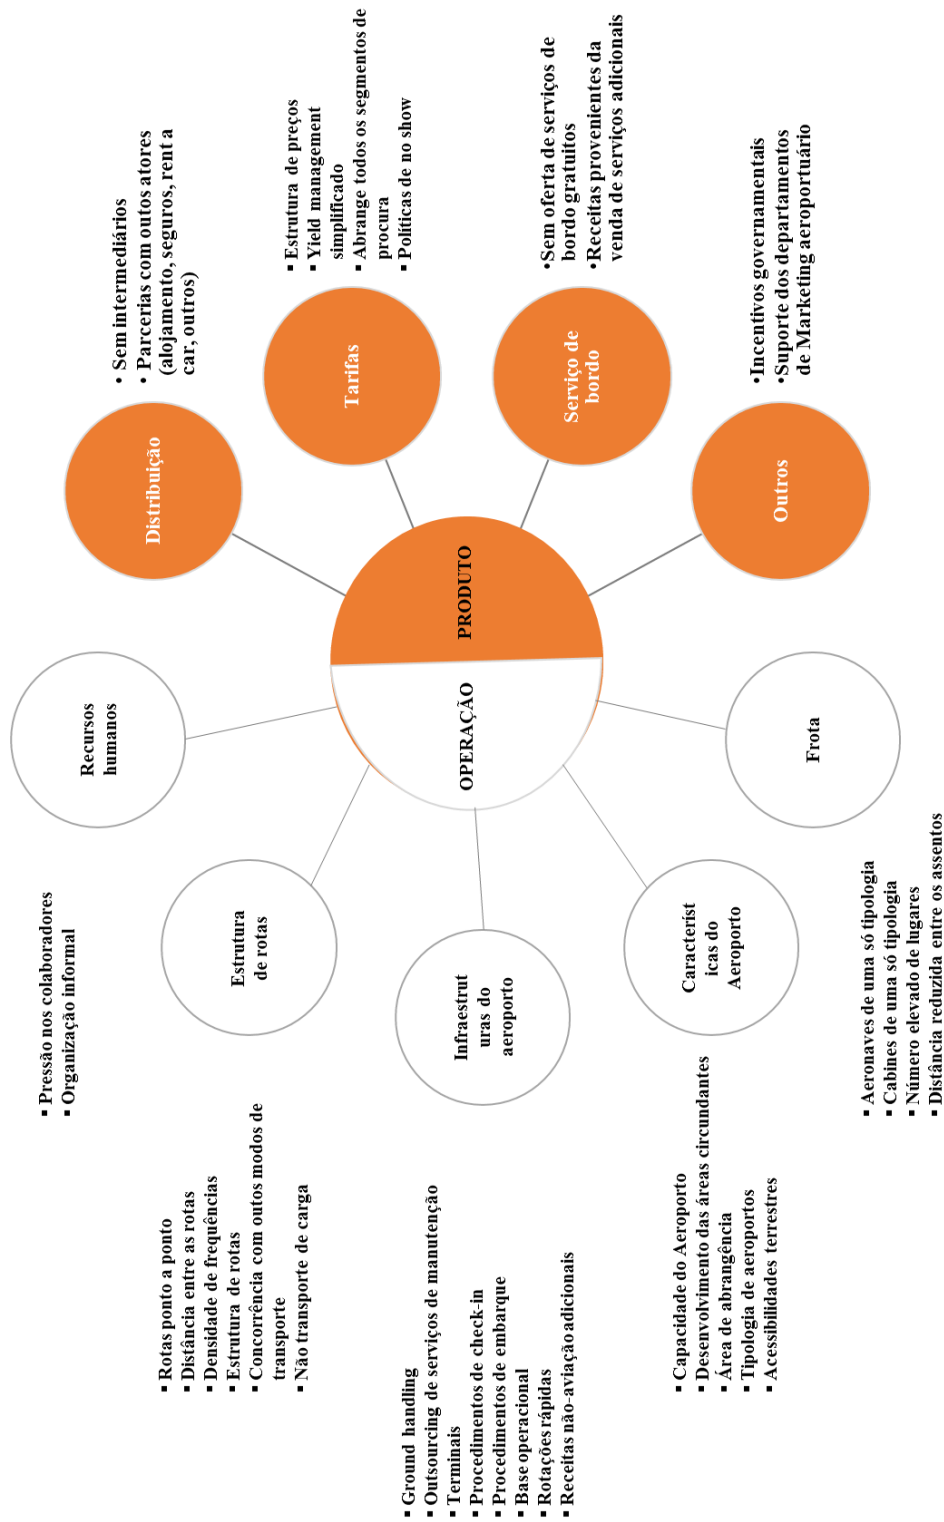 PRODUTO
OPERAÇÃO
Distribuição
• Sem intermediários
• Parcerias com outos atores
(alojamento, seguros, rent a
car, outros)
Tarifas
▪ Estrutura de preços
▪ Yield management
simplificado
▪ Abrange todos os segmentos de
procura
▪ Políticas de no show
Serviço de
bordo
•Sem oferta de serviços de
bordo gratuitos
•Receitas provenientes da
venda de serviços adicionais
Outros
•Incentivos governamentais
•Suporte dos departamentos
de Marketing aeroportuário
Recursos
humanos
▪ Pressão nos colaboradores
▪ Organização informal
Estrutura
de rotas
▪ Rotas ponto a ponto
▪ Distância entre as rotas
▪ Densidade de frequências
▪ Estrutura de rotas
▪ Concorrência com outos modos de
transporte
▪ Não transporte de carga
Infraestrut
uras do
aeroporto
▪ Ground handling
▪ Outsourcing de serviços de manutenção
▪ Terminais
▪ Procedimentos de check-in
▪ Procedimentos de embarque
▪ Base operacional
▪ Rotações rápidas
▪ Receitas não-aviação adicionais
Característ
icas do
Aeroporto
▪ Capacidade do Aeroporto
▪ Desenvolvimento das áreas circundantes
▪ Área de abrangência
▪ Tipologia de aeroportos
▪ Acessibilidades terrestres
Frota
▪ Aeronaves de uma só tipologia
▪ Cabines de uma só tipologia
▪ Número elevado de lugares
▪ Distância reduzida entre os assentos